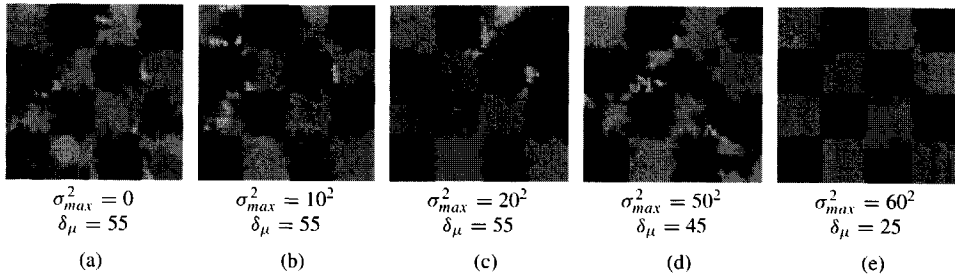 σ²max = 0
δμ = 55
(a)
σ²max = 10²
δμ = 55
(b)
σ²max = 20²
δμ = 55
(c)
σ²max = 50²
δμ = 45
(d)
σ²max = 60²
δμ = 25
(e)